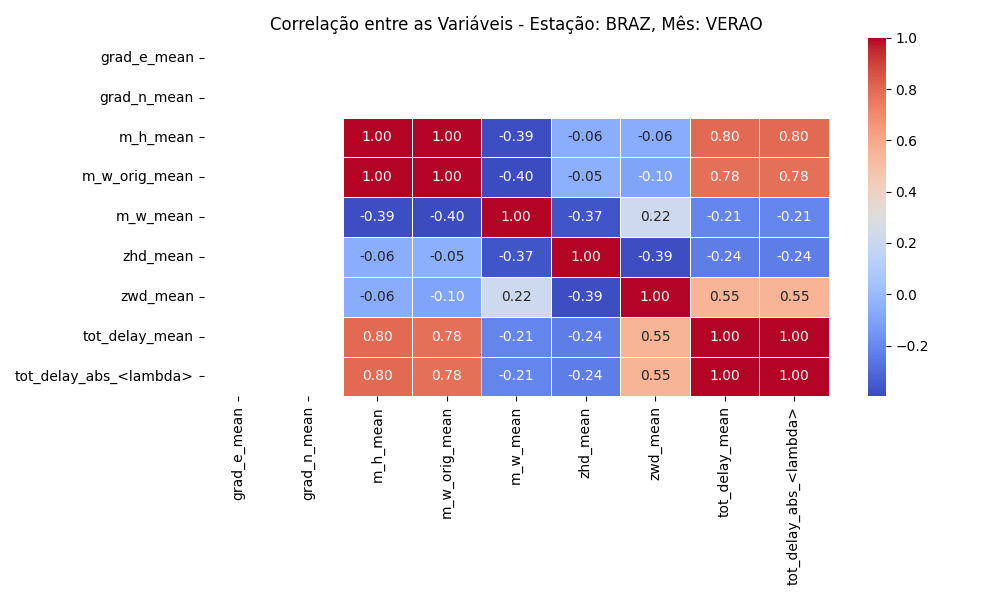 Correlação entre as Variáveis - Estação: BRAZ, Mês: VERAO
grad_e_mean
grad_n_mean
m_h_mean 1.00 1.00 -0.39 -0.06 -0.06 0.80 0.80
m_w_orig_mean 1.00 1.00 -0.40 -0.05 -0.10 0.78 0.78
m_w_mean -0.39 -0.40 1.00 -0.37 0.22 -0.21 -0.21
zhd_mean -0.06 -0.05 -0.37 1.00 -0.39 -0.24 -0.24
zwd_mean -0.06 -0.10 0.22 -0.39 1.00 0.55 0.55
tot_delay_mean 0.80 0.78 -0.21 -0.24 0.55 1.00 1.00
tot_delay_abs_<lambda> 0.80 0.78 -0.21 -0.24 0.55 1.00 1.00
grad_e_mean
grad_n_mean
m_h_mean
m_w_orig_mean
m_w_mean
zhd_mean
zwd_mean
tot_delay_mean
tot_delay_abs_<lambda>
1.0
0.8
0.6
0.4
0.2
0.0
−0.2